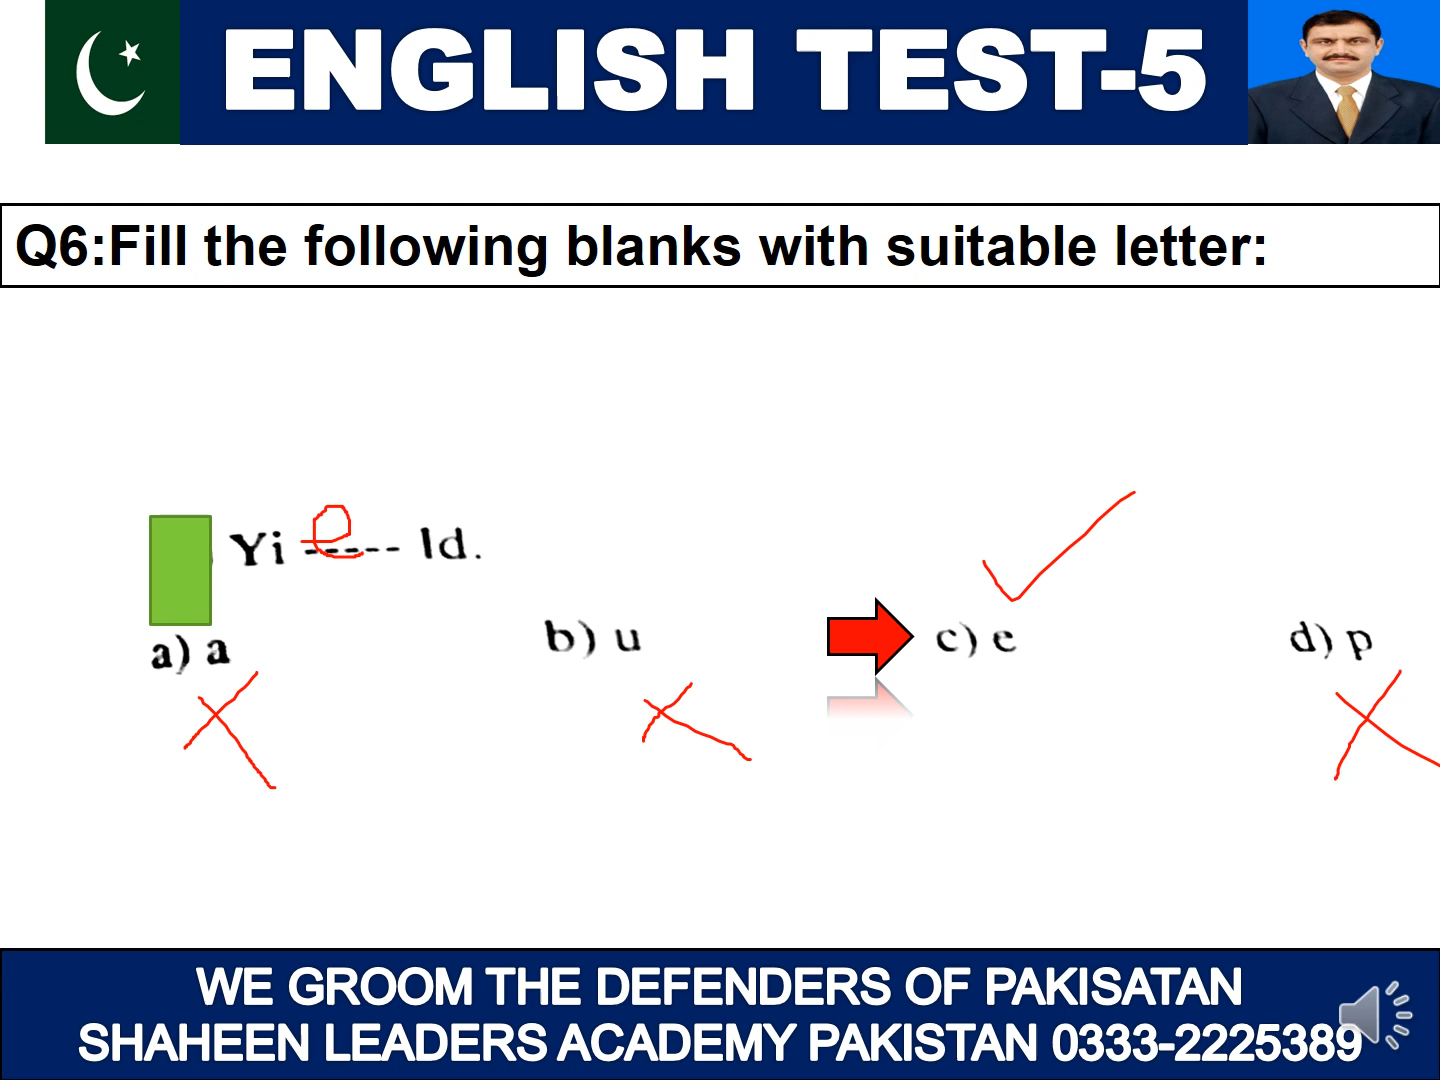 ENGLISH TEST-5
Q6:Fill the following blanks with suitable letter:
e
Yi ----- ld.
a) a
b) u
c) e
d) p
WE GROOM THE DEFENDERS OF PAKISATAN
SHAHEEN LEADERS ACADEMY PAKISTAN 0333-2225389